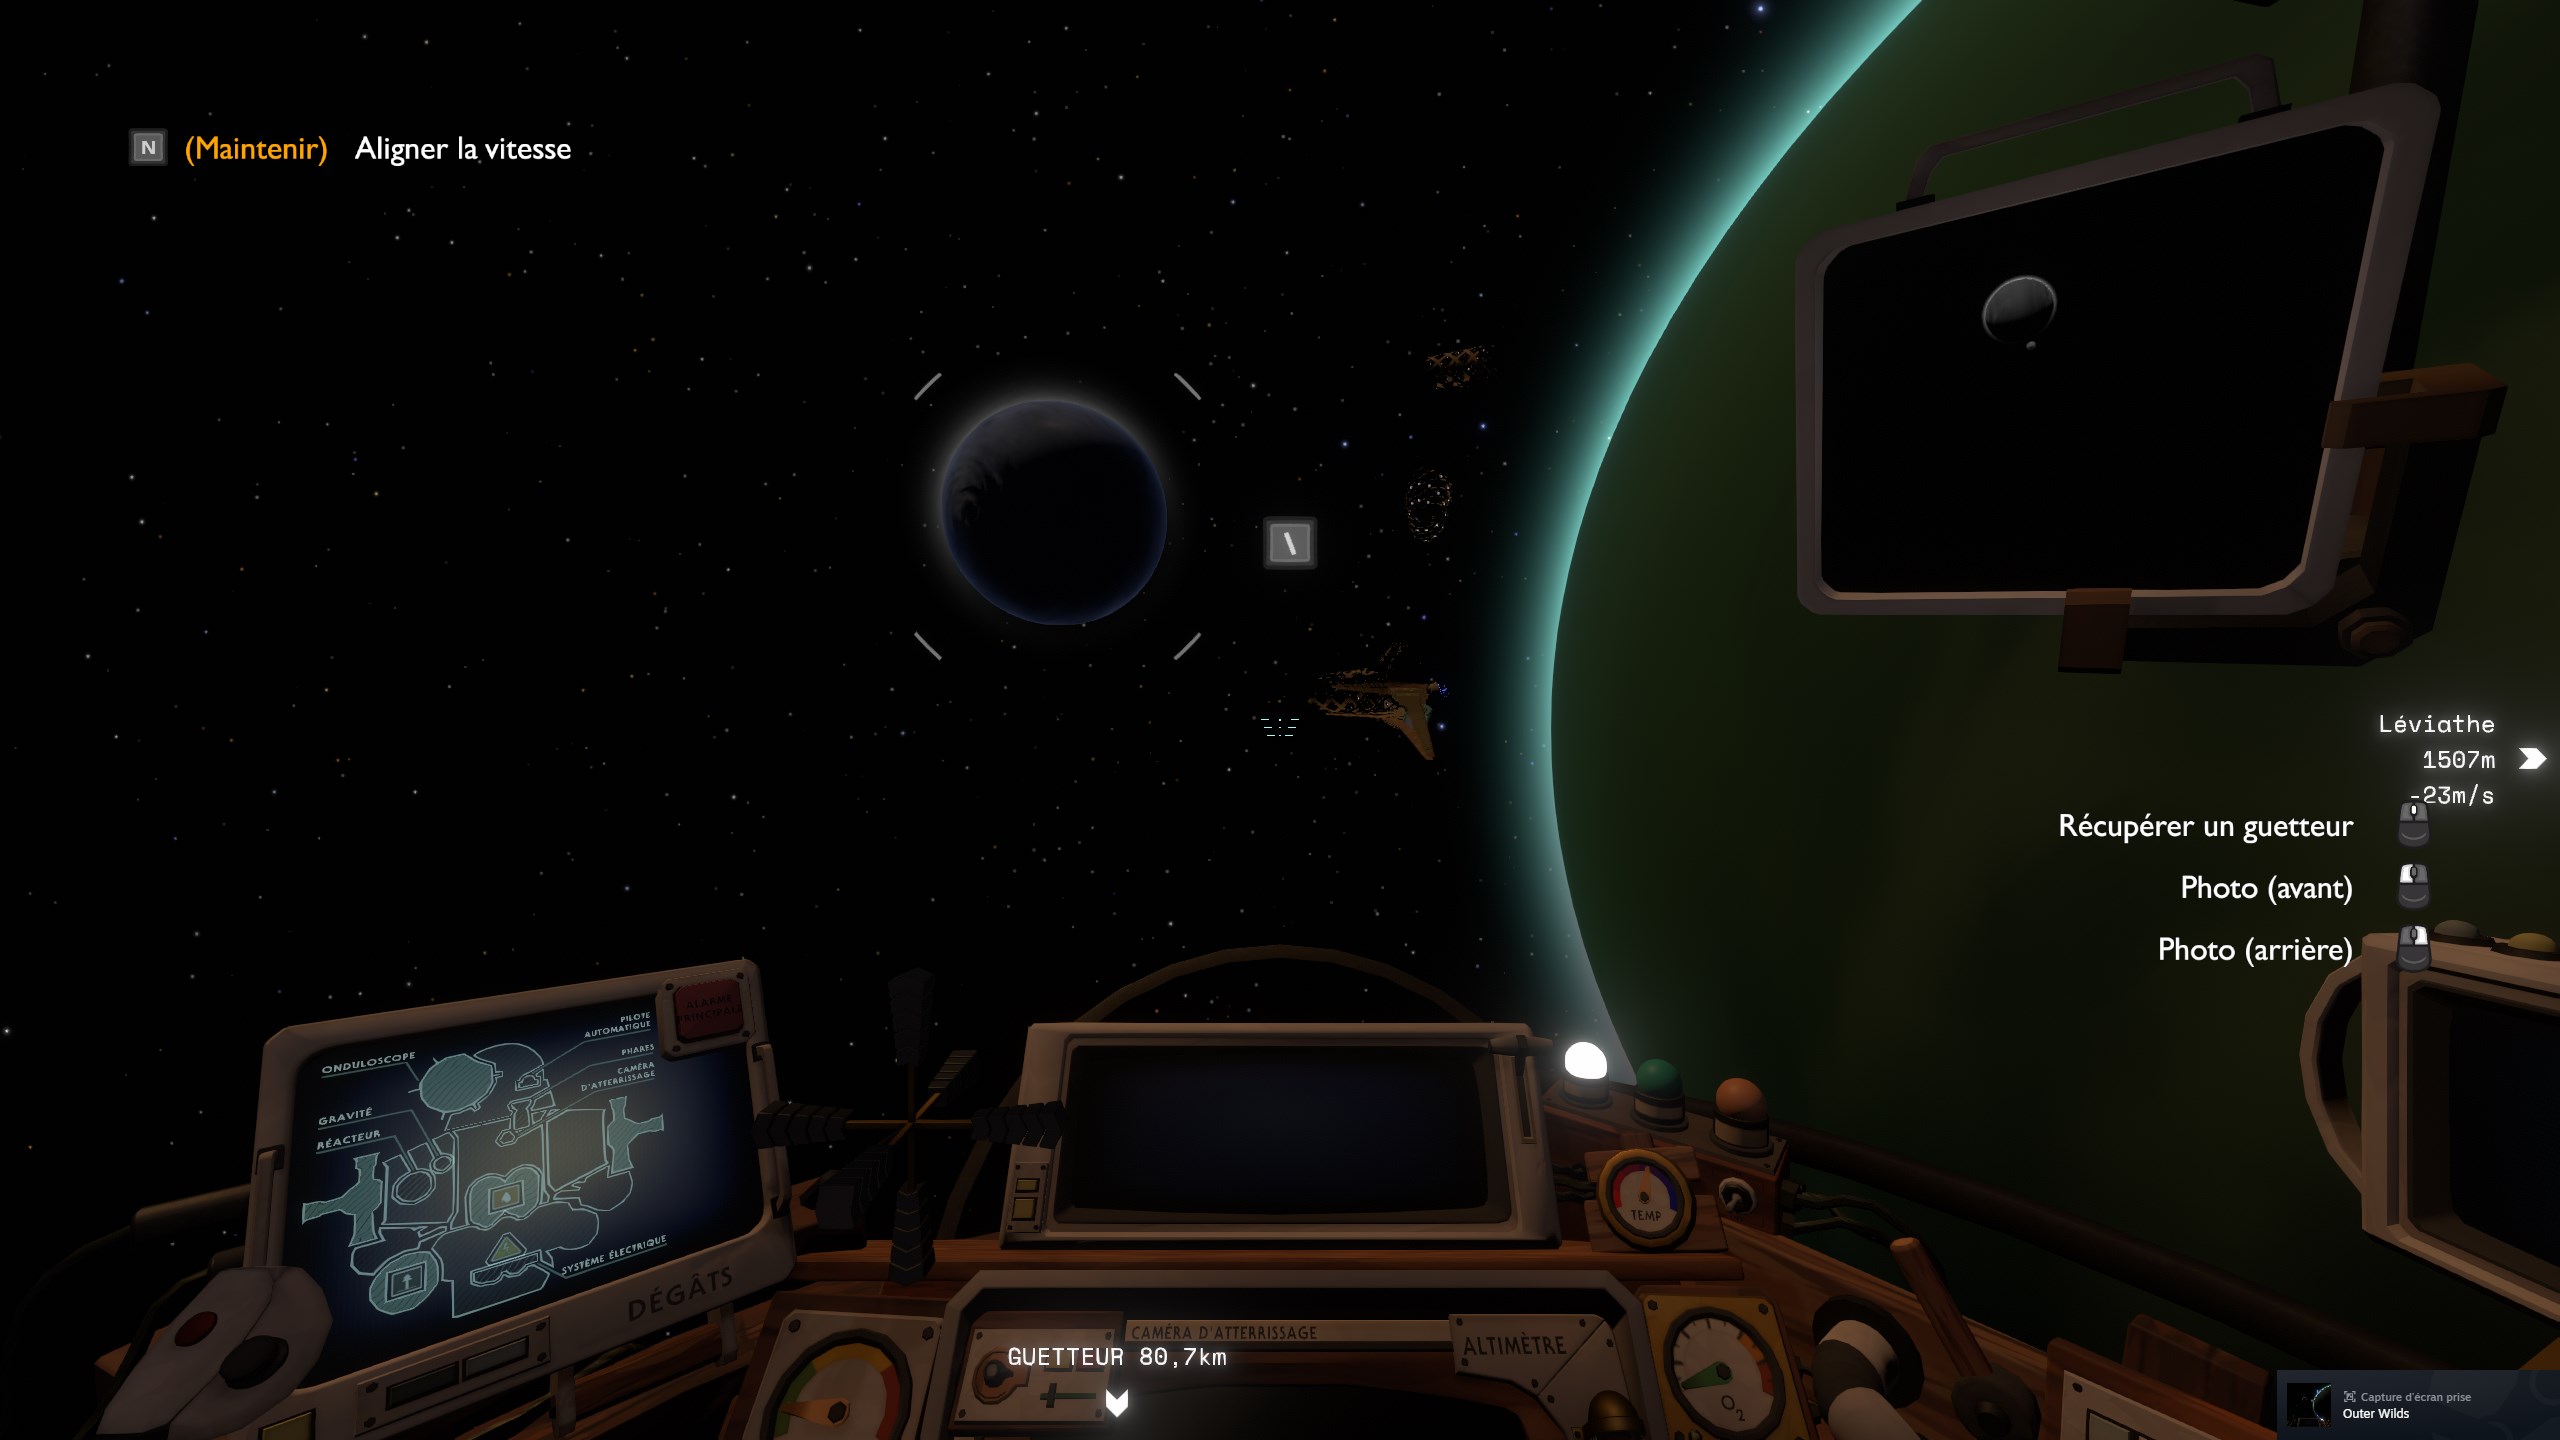 N (Maintenir) Aligner la vitesse
\
Léviathe
1507m
-23m/s
Récupérer un guetteur
Photo (avant)
Photo (arrière)
ALARME
PRINCIPALE
PILOTE
AUTOMATIQUE
ONDULOSCOPE
PHARES
CAMÉRA
D'ATTERRISSAGE
GRAVITÉ
RÉACTEUR
SYSTÈME ÉLECTRIQUE
DÉGÂTS
TEMP
CAMÉRA D'ATTERRISSAGE
ALTIMÈTRE
GUETTEUR 80,7km
O2
Capture d'écran prise
Outer Wilds